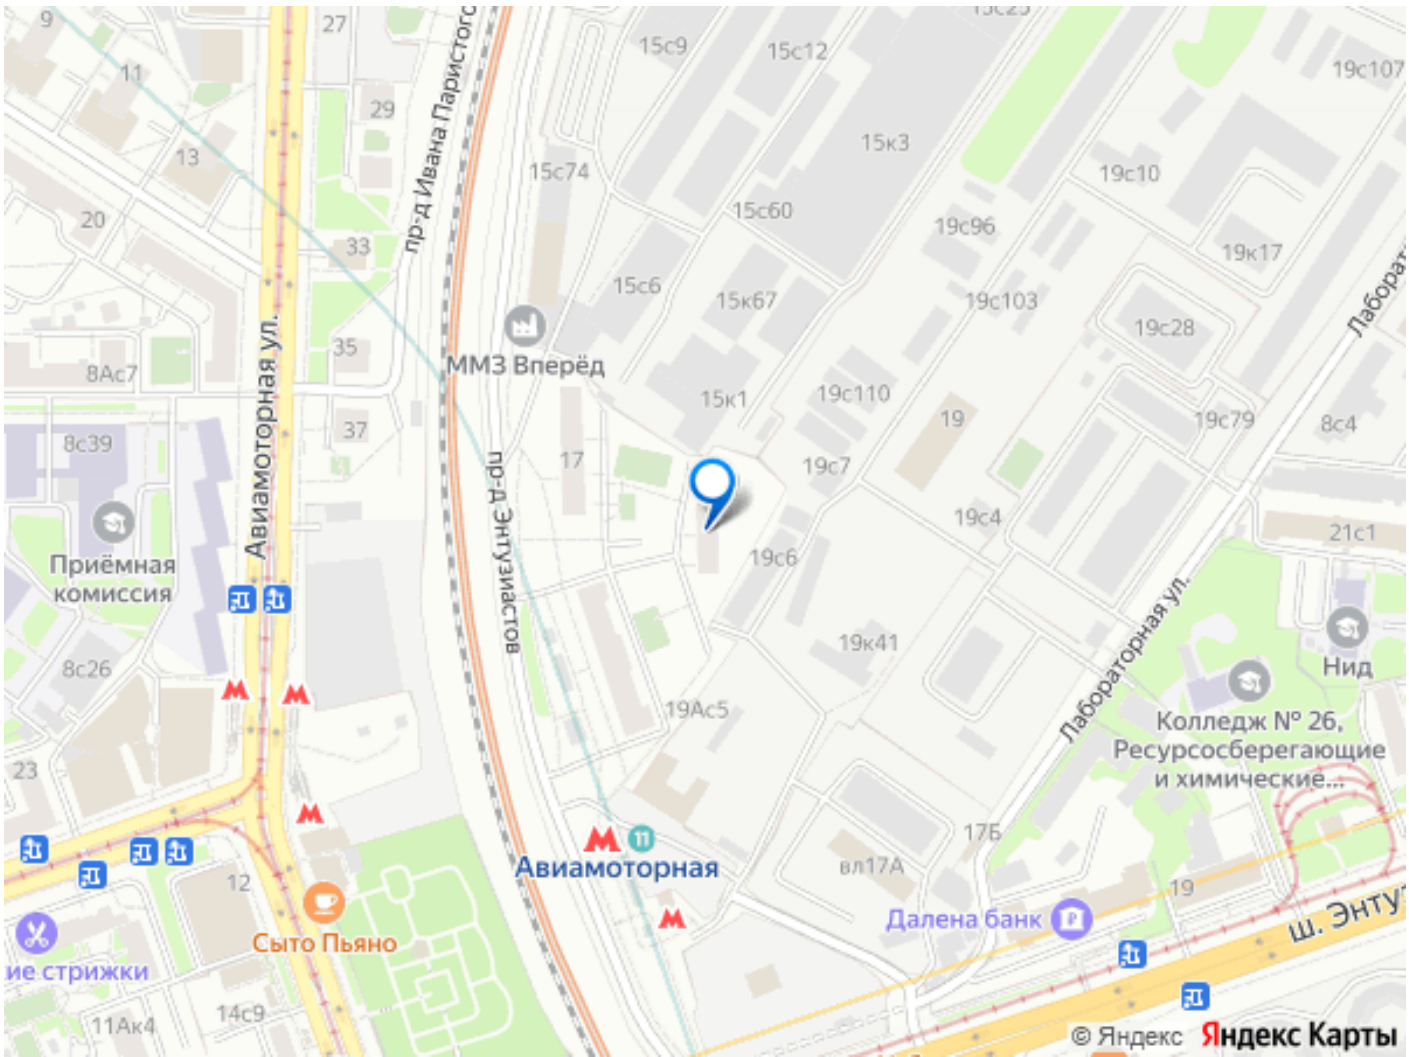 9
27
15с9
15с12
11
19с107
29
15к3
13
15с74
19с10
пр-д Ивана Паристого
15с60
20
19с96
33
19к17
15с6
15к67
19с103
19с28
Авиамоторная ул.
35
ММЗ Вперёд
8Ас7
15к1
19с110
19
19с79
8с4
37
8с39
17
19с7
пр-д Энтузиастов
19с4
21с1
Приёмная
комиссия
19с6
Лабораторная ул.
19к41
8с26
Нид
19Ас5
Колледж № 26,
Ресурсосберегающие
и химические...
23
17Б
11
Авиамоторная
вл17А
12
19
Далена банк
Сыто Пьяно
ш. Энту
ие стрижки
14с9
11Ак4
© Яндекс Яндекс Карты